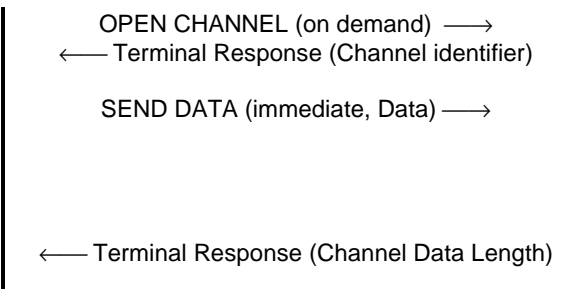 OPEN CHANNEL (on demand) ⟶
⟵ Terminal Response (Channel identifier)
SEND DATA (immediate, Data) ⟶
⟵ Terminal Response (Channel Data Length)